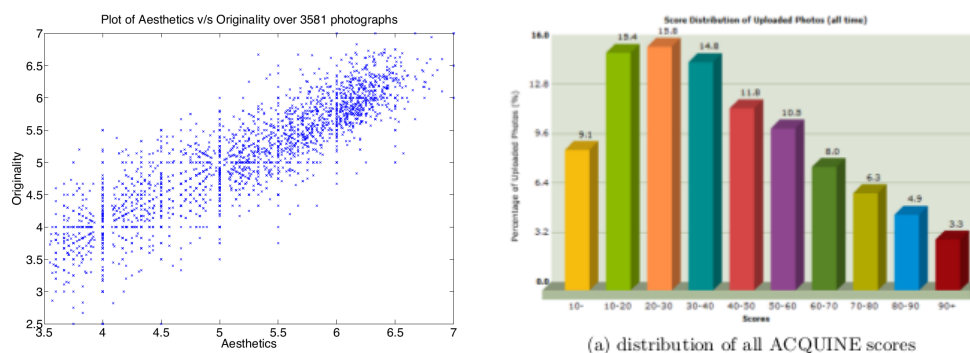 Plot of Aesthetics v/s Originality over 3581 photographs
7
6.5
6
5.5
5
4.5
4
3.5
3
2.5
Originality
3.5 4 4.5 5 5.5 6 6.5 7
Aesthetics
Score Distribution of Uploaded Photos (all time)
16.0
12.8
9.6
6.4
3.2
0.0
Percentage of Uploaded Photos (%)
9.1 15.4 15.8 14.8 11.8 10.5 8.0 6.3 4.9 3.3
10- 10-20 20-30 30-40 40-50 50-60 60-70 70-80 80-90 90+
Scores
(a) distribution of all ACQUINE scores